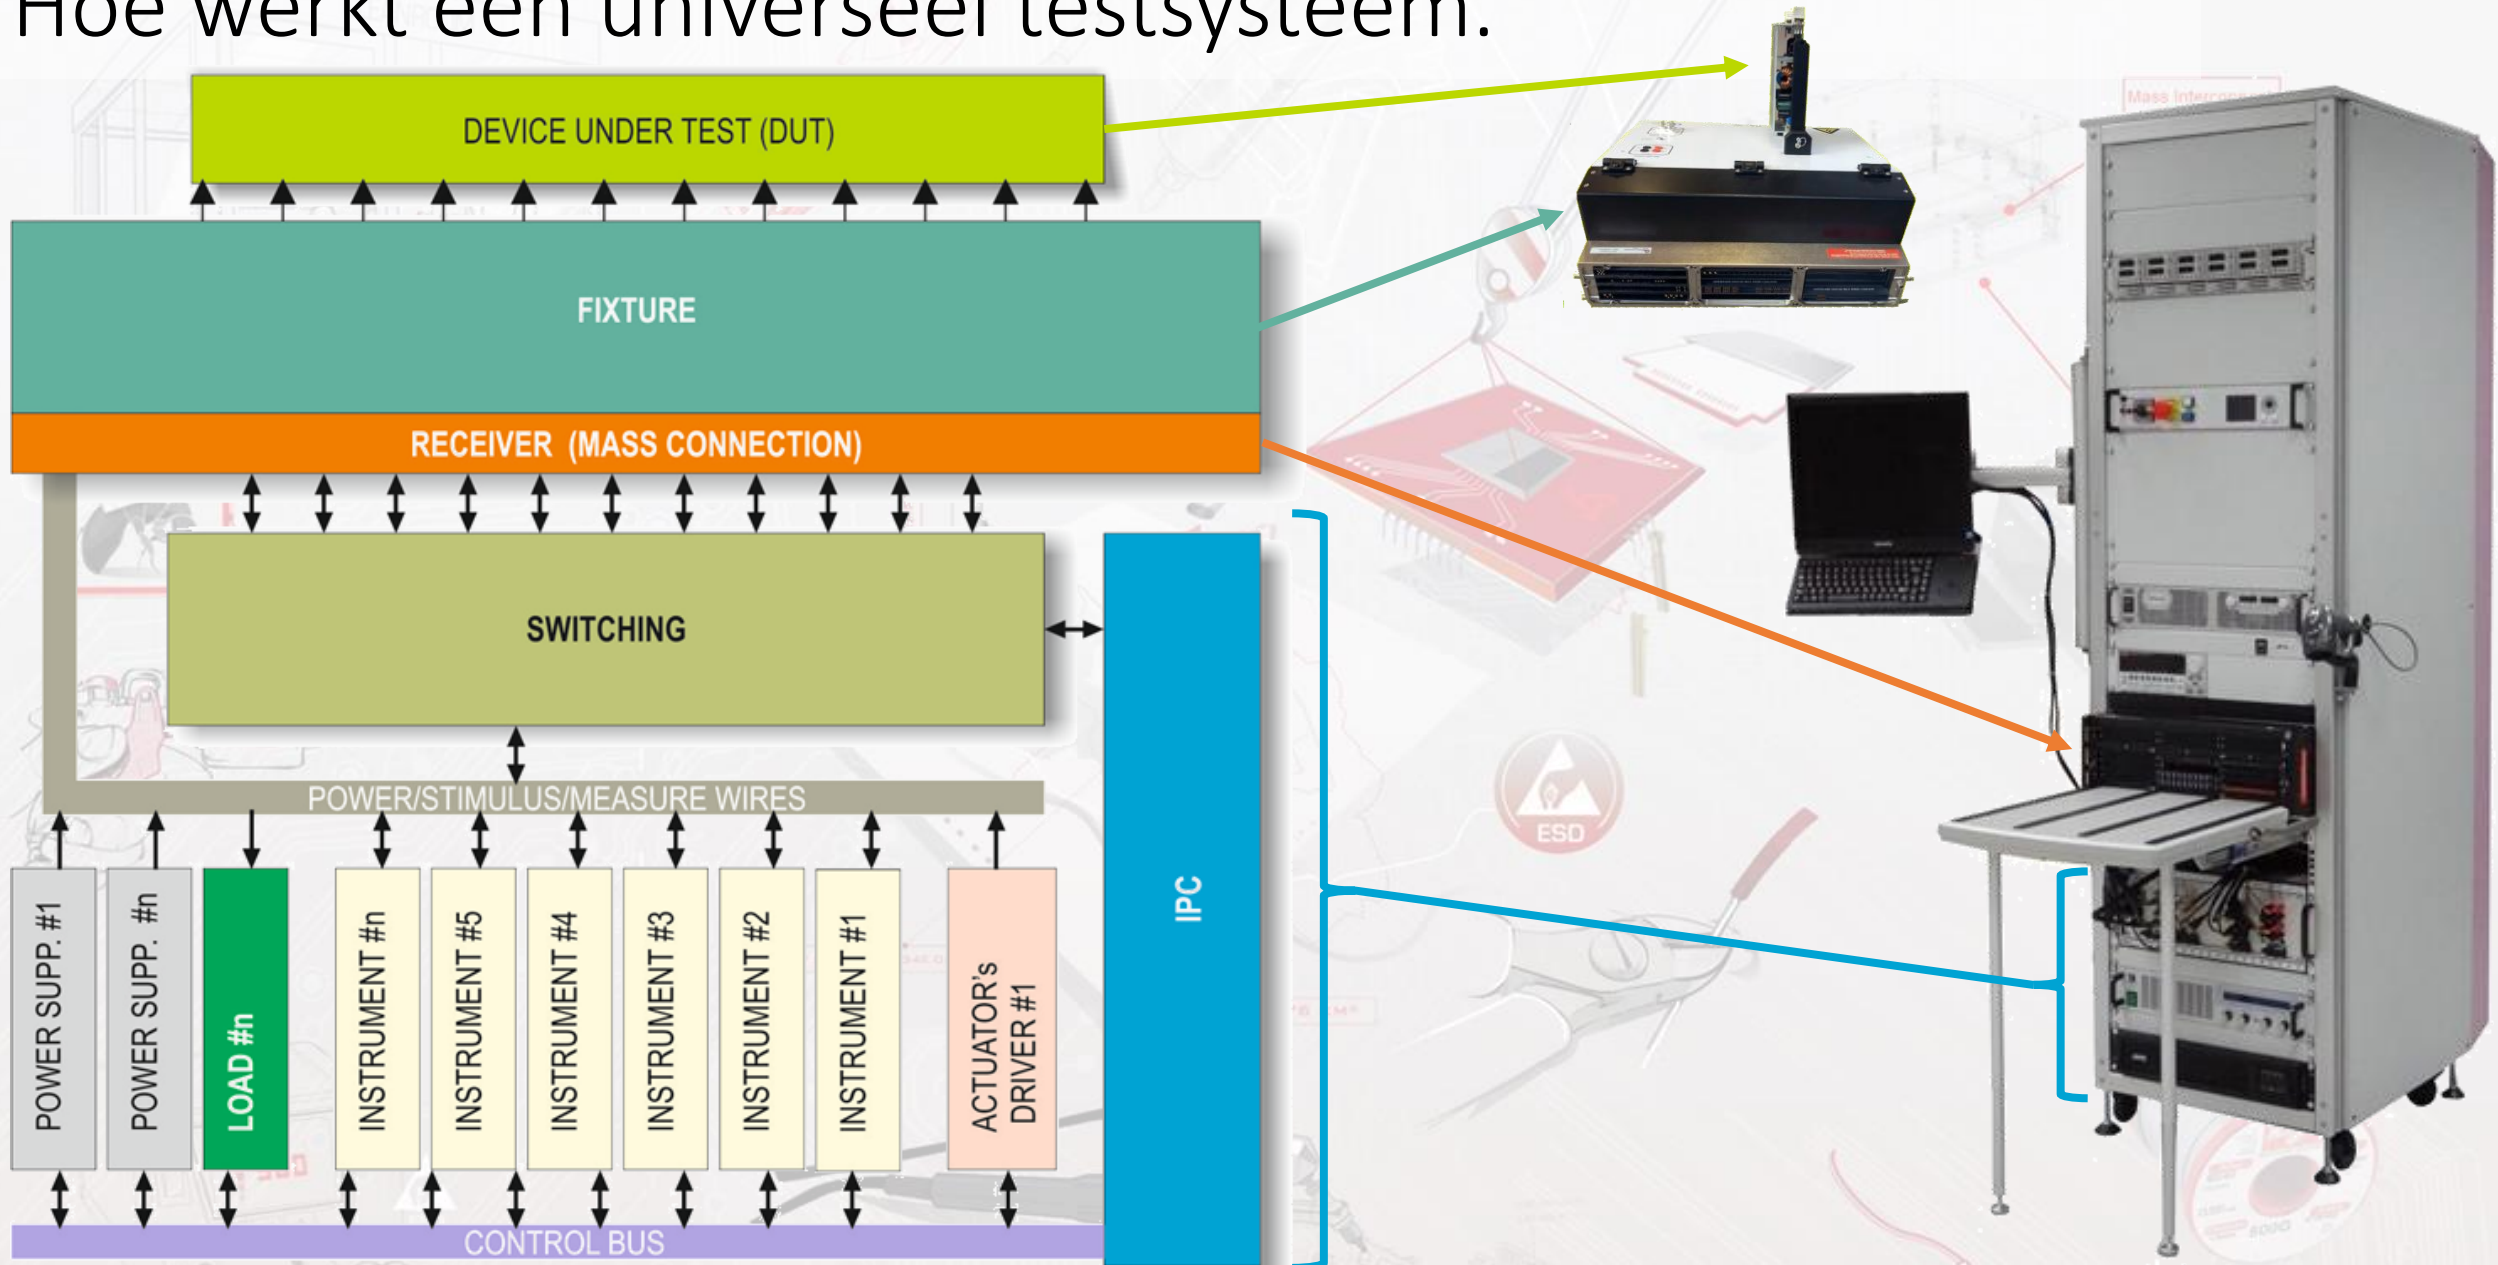 Hoe werkt een universeel testsysteem.
Mass Interconnect
DEVICE UNDER TEST (DUT)
FIXTURE
RECEIVER (MASS CONNECTION)
SWITCHING
POWER/STIMULUS/MEASURE WIRES
IPC
ESD
POWER SUPP. #1
POWER SUPP. #n
LOAD #n
INSTRUMENT #n
INSTRUMENT #5
INSTRUMENT #4
INSTRUMENT #3
INSTRUMENT #2
INSTRUMENT #1
ACTUATOR's
DRIVER #1
CONTROL BUS